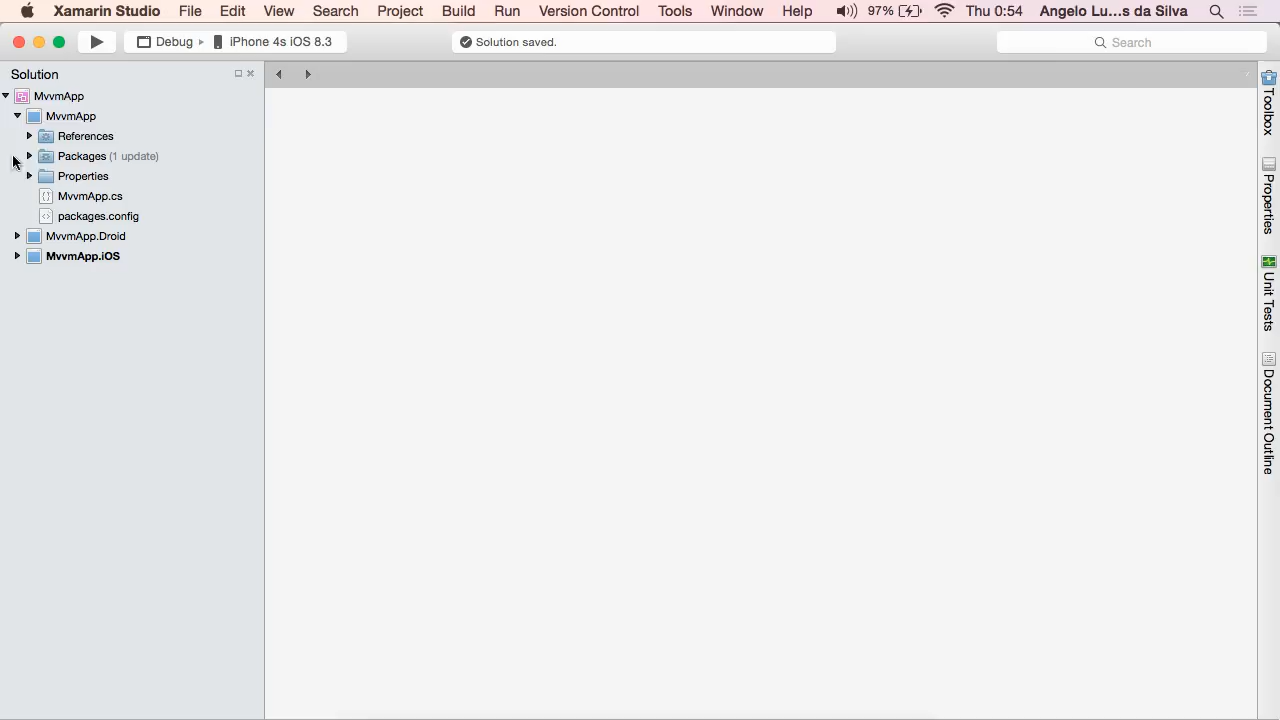 Xamarin Studio File Edit View Search Project Build Run Version Control Tools Window Help 97% Thu 0:54 Angelo Lu...s da Silva
Debug iPhone 4s iOS 8.3 Solution saved. Search
Solution
MvvmApp
MvvmApp
References
Packages (1 update)
Properties
MvvmApp.cs
packages.config
MvvmApp.Droid
MvvmApp.iOS
Toolbox
Properties
Unit Tests
Document Outline